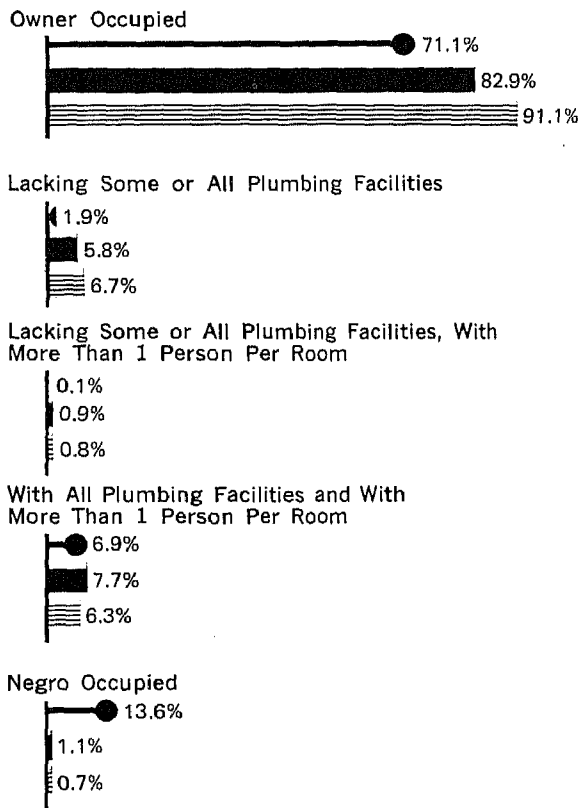 Owner Occupied
71.1%
82.9%
91.1%
Lacking Some or All Plumbing Facilities
1.9%
5.8%
6.7%
Lacking Some or All Plumbing Facilities, With
More Than 1 Person Per Room
0.1%
0.9%
0.8%
With All Plumbing Facilities and With
More Than 1 Person Per Room
6.9%
7.7%
6.3%
Negro Occupied
13.6%
1.1%
0.7%